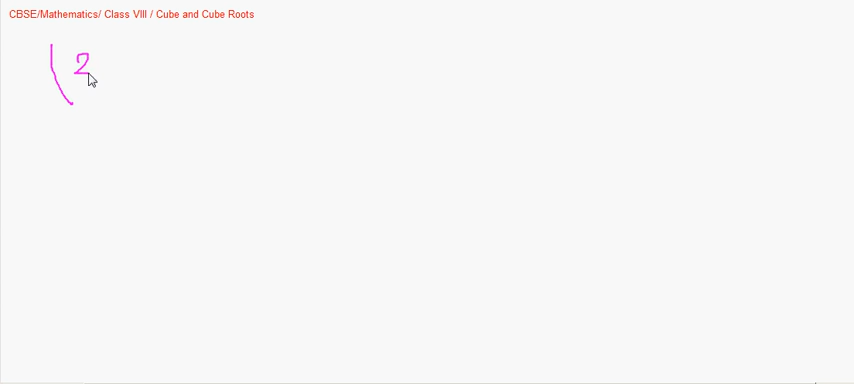 CBSE/Mathematics/ Class VIII / Cube and Cube Roots
( 2